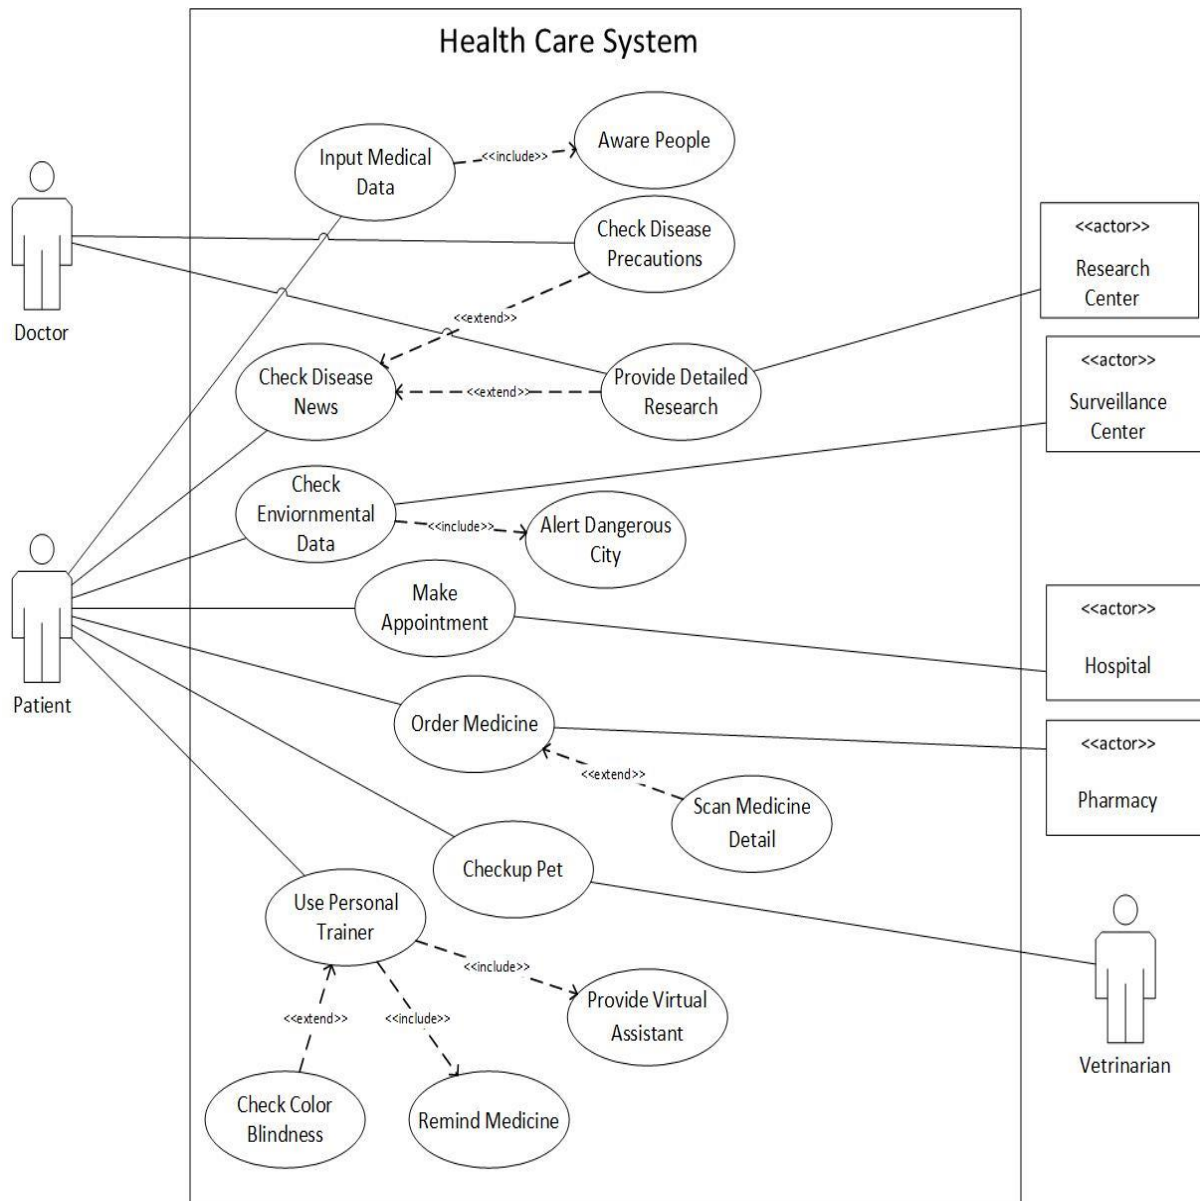 Health Care System
Aware People
Input Medical
Data
<<include>>
Check Disease
Precautions
<<actor>>
Research
Center
Doctor
<<extend>>
Check Disease
News
<<extend>>
Provide Detailed
Research
<<actor>>
Surveillance
Center
Check
Enviornmental
Data
<<include>>
Alert Dangerous
City
Make
Appointment
<<actor>>
Hospital
Patient
Order Medicine
<<actor>>
Pharmacy
<<extend>>
Scan Medicine
Detail
Checkup Pet
Use Personal
Trainer
<<include>>
Provide Virtual
Assistant
<<extend>>
<<include>>
Vetrinarian
Check Color
Blindness
Remind Medicine